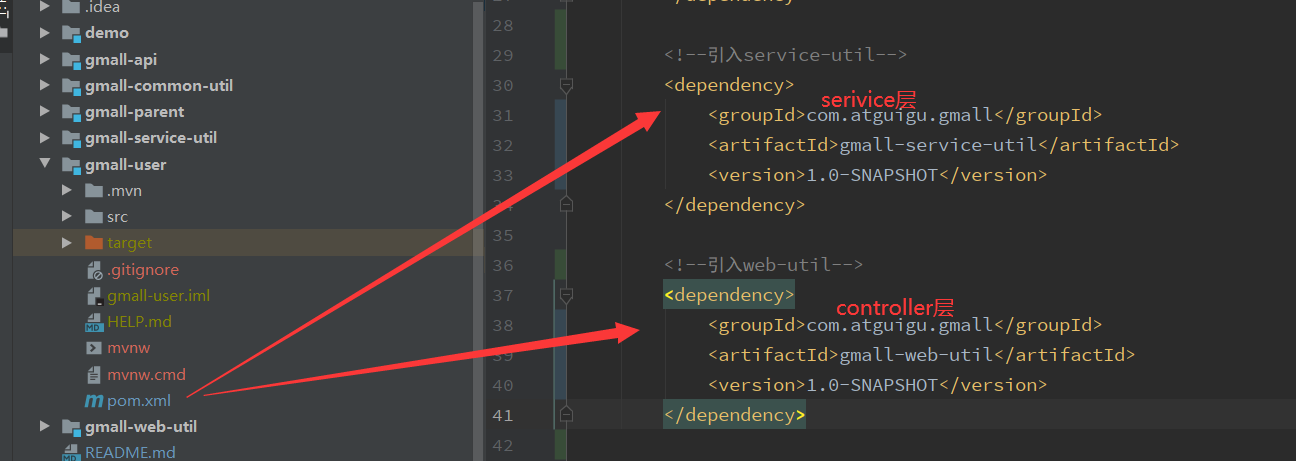 .idea
demo
gmall-api
gmall-common-util
gmall-parent
gmall-service-util
gmall-user
.mvn
src
target
.gitignore
gmall-user.iml
MD HELP.md
mvnw
mvnw.cmd
m pom.xml
gmall-web-util
MD README.md
28
29 <!--引入service-util-->
30 <dependency>
serivice层
31 <groupId>com.atguigu.gmall</groupId>
32 <artifactId>gmall-service-util</artifactId>
33 <version>1.0-SNAPSHOT</version>
34 </dependency>
35
36 <!--引入web-util-->
37 <dependency>
controller层
38 <groupId>com.atguigu.gmall</groupId>
39 <artifactId>gmall-web-util</artifactId>
40 <version>1.0-SNAPSHOT</version>
41 </dependency>
42